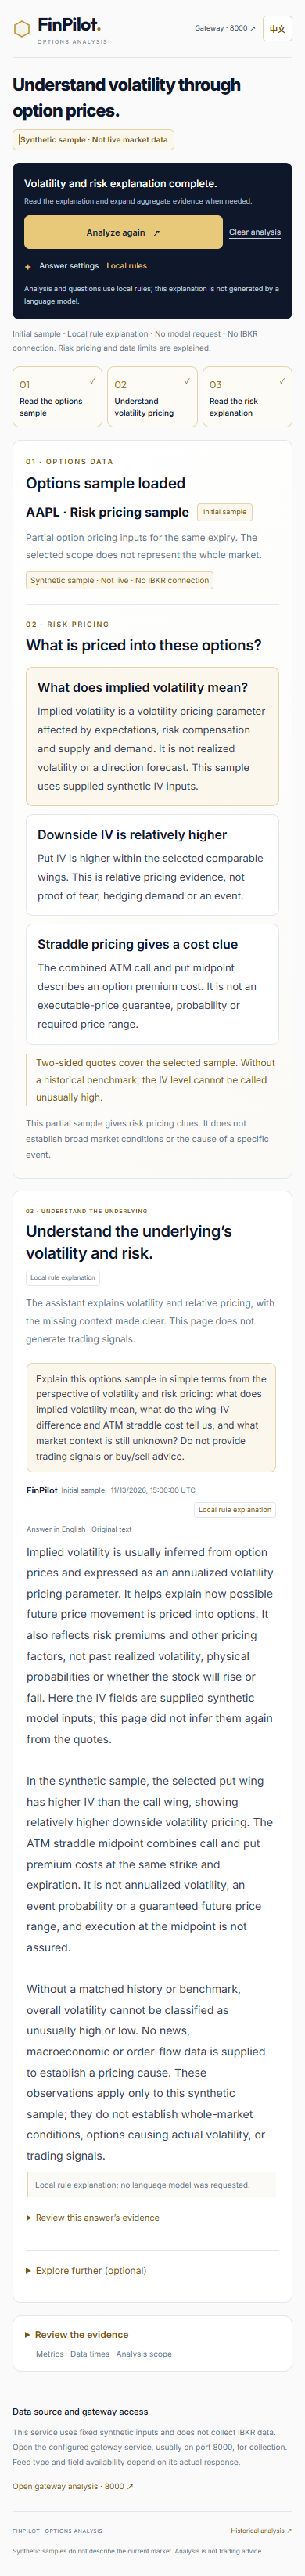 FinPilot.
OPTIONS ANALYSIS
Gateway · 8000 ↗
中文
Understand volatility through
option prices.
Synthetic sample · Not live market data
Volatility and risk explanation complete.
Read the explanation and expand aggregate evidence when needed.
Analyze again ↗
Clear analysis
+ Answer settings Local rules
Analysis and questions use local rules; this explanation is not generated by a
language model.
Initial sample · Local rule explanation · No model request · No IBKR
connection. Risk pricing and data limits are explained.
01 ✓
Read the options
sample
02 ✓
Understand
volatility pricing
03 ✓
Read the risk
explanation
01 · OPTIONS DATA
Options sample loaded
AAPL · Risk pricing sample
Initial sample
Partial option pricing inputs for the same expiry. The
selected scope does not represent the whole market.
Synthetic sample · Not live · No IBKR connection
02 · RISK PRICING
What is priced into these options?
What does implied volatility mean?
Implied volatility is a volatility pricing parameter
affected by expectations, risk compensation
and supply and demand. It is not realized
volatility or a direction forecast. This sample
uses supplied synthetic IV inputs.
Downside IV is relatively higher
Put IV is higher within the selected comparable
wings. This is relative pricing evidence, not
proof of fear, hedging demand or an event.
Straddle pricing gives a cost clue
The combined ATM call and put midpoint
describes an option premium cost. It is not an
executable-price guarantee, probability or
required price range.
Two-sided quotes cover the selected sample. Without
a historical benchmark, the IV level cannot be called
unusually high.
This partial sample gives risk pricing clues. It does not
establish broad market conditions or the cause of a specific
event.
03 · UNDERSTAND THE UNDERLYING
Understand the underlying's
volatility and risk.
Local rule explanation
The assistant explains volatility and relative pricing, with
the missing context made clear. This page does not
generate trading signals.
Explain this options sample in simple terms from the
perspective of volatility and risk pricing: what does
implied volatility mean, what do the wing-IV
difference and ATM straddle cost tell us, and what
market context is still unknown? Do not provide
trading signals or buy/sell advice.
FinPilot Initial sample · 11/13/2026, 15:00:00 UTC
Local rule explanation
Answer in English · Original text
Implied volatility is usually inferred from option
prices and expressed as an annualized volatility
pricing parameter. It helps explain how possible
future price movement is priced into options. It
also reflects risk premiums and other pricing
factors, not past realized volatility, physical
probabilities or whether the stock will rise or
fall. Here the IV fields are supplied synthetic
model inputs; this page did not infer them again
from the quotes.
In the synthetic sample, the selected put wing
has higher IV than the call wing, showing
relatively higher downside volatility pricing. The
ATM straddle midpoint combines call and put
premium costs at the same strike and
expiration. It is not annualized volatility, an
event probability or a guaranteed future price
range, and execution at the midpoint is not
assured.
Without a matched history or benchmark,
overall volatility cannot be classified as
unusually high or low. No news,
macroeconomic or order-flow data is supplied
to establish a pricing cause. These
observations apply only to this synthetic
sample; they do not establish whole-market
conditions, options causing actual volatility, or
trading signals.
Local rule explanation; no language model was requested.
▶ Review this answer's evidence
▶ Explore further (optional)
▶ Review the evidence
Metrics · Data times · Analysis scope
Data source and gateway access
This service uses fixed synthetic inputs and does not collect IBKR data.
Open the configured gateway service, usually on port 8000, for collection.
Feed type and field availability depend on its actual response.
Open gateway analysis · 8000 ↗
FINPILOT · OPTIONS ANALYSIS
Historical analysis ↗
Synthetic samples do not describe the current market. Analysis is not trading advice.